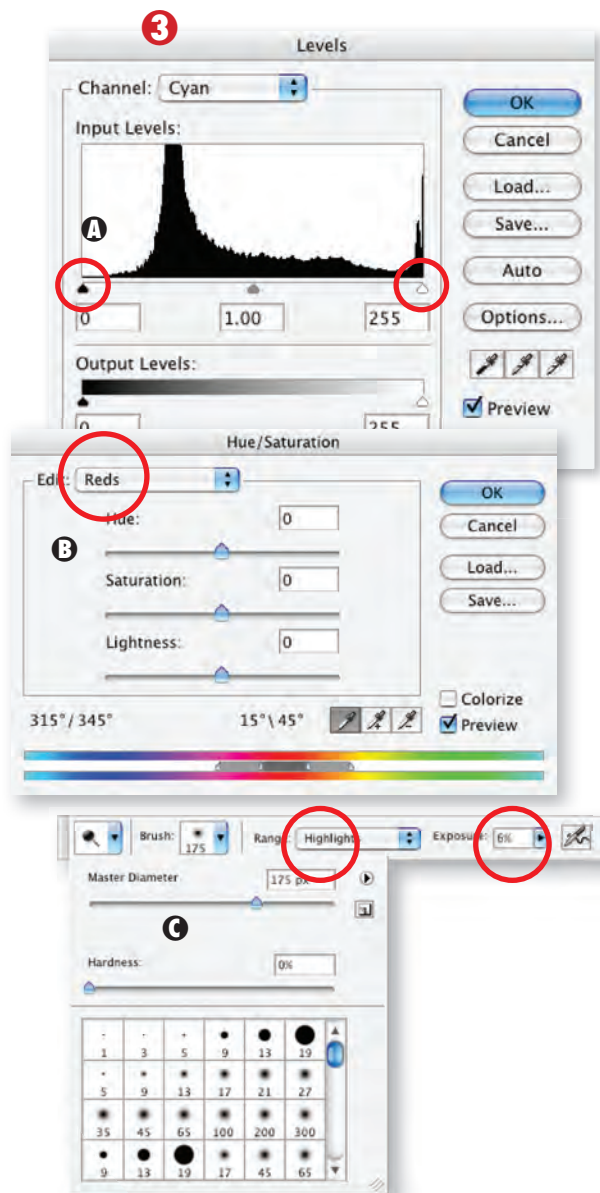 3
Levels
Channel: Cyan
OK
Input Levels:
Cancel
Load...
Save...
A
Auto
0 1.00 255
Options...
Output Levels:
Preview
0 255
Hue/Saturation
Edit: Reds
OK
Hue: 0
Cancel
B
Load...
Saturation: 0
Save...
Lightness: 0
Colorize
315°/345° 15°\45°
Preview
Brush: 175 Range: Highlights Exposure: 6%
Master Diameter 175 px
C
Hardness: 0%
1 3 5 9 13 19
5 9 13 17 21 27
35 45 65 100 200 300
9 13 19 17 45 65